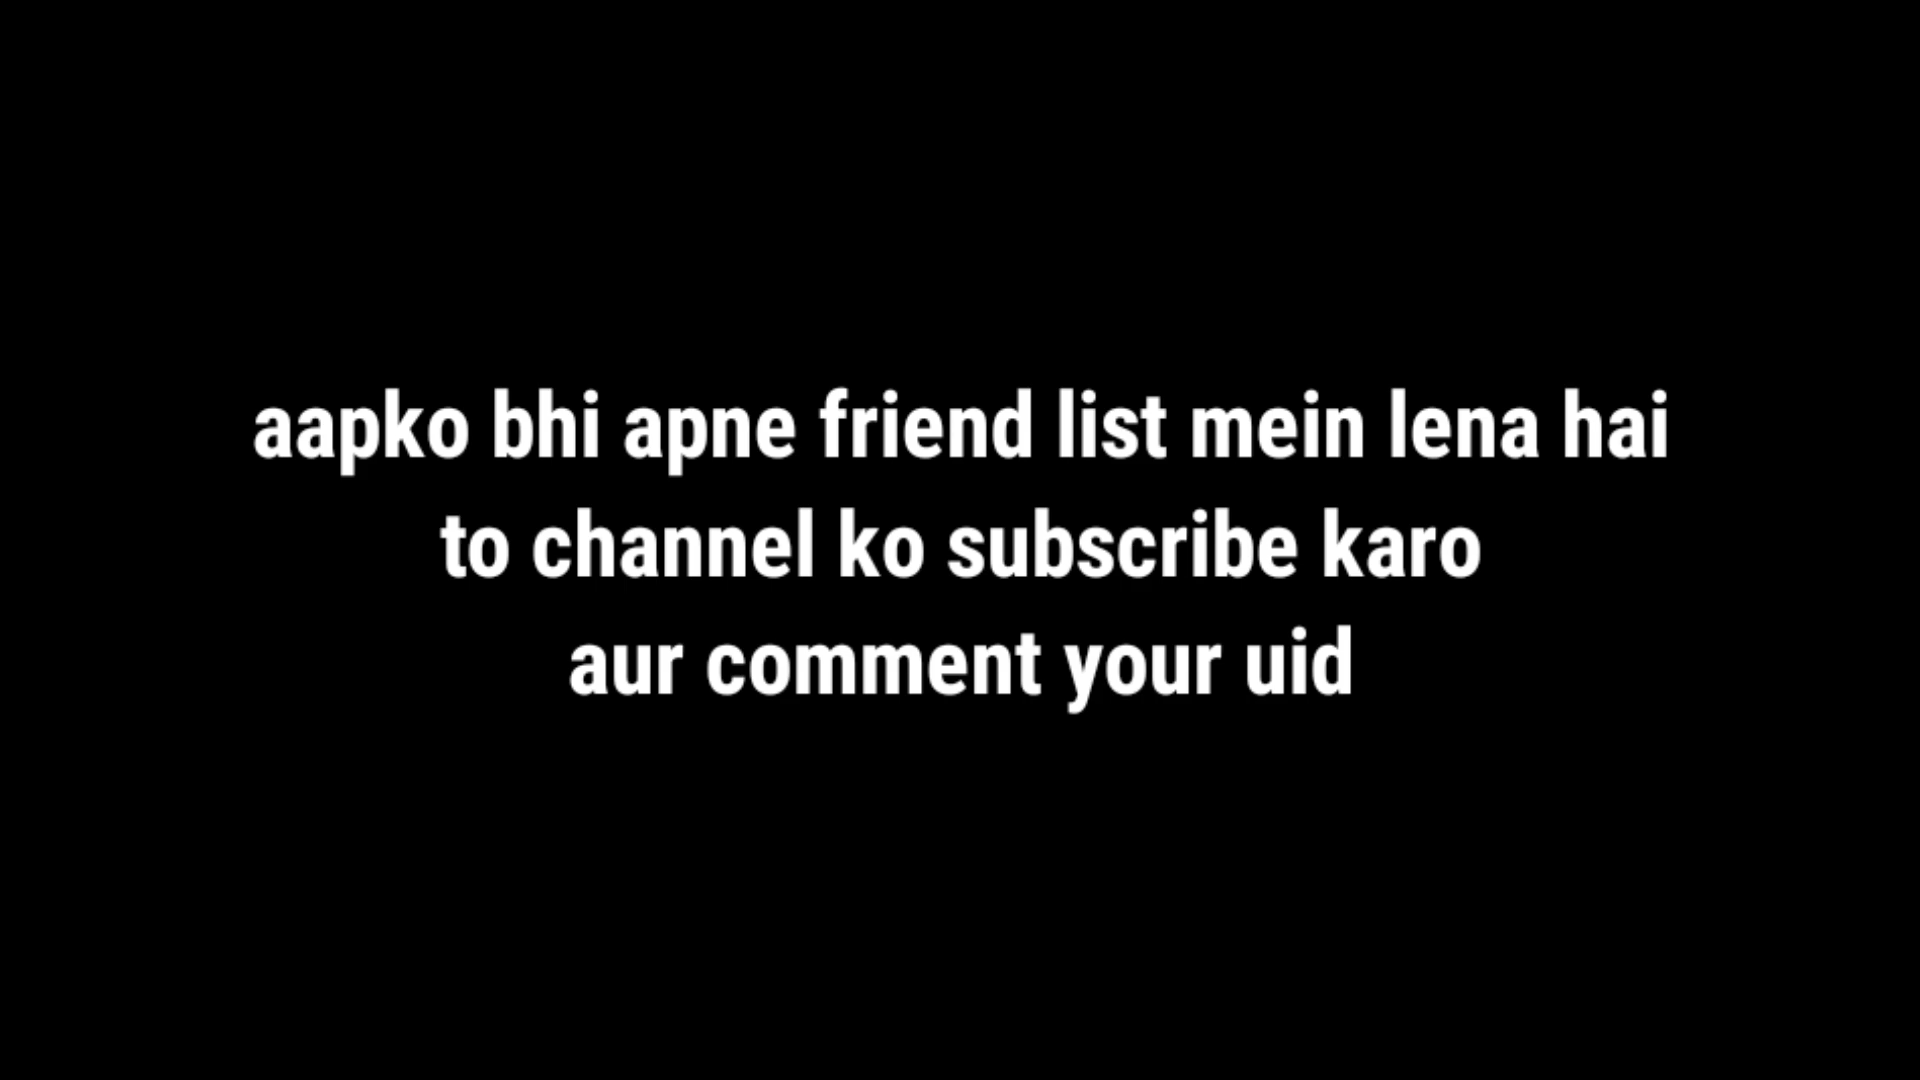 aapko bhi apne friend list mein lena hai
to channel ko subscribe karo
aur comment your uid